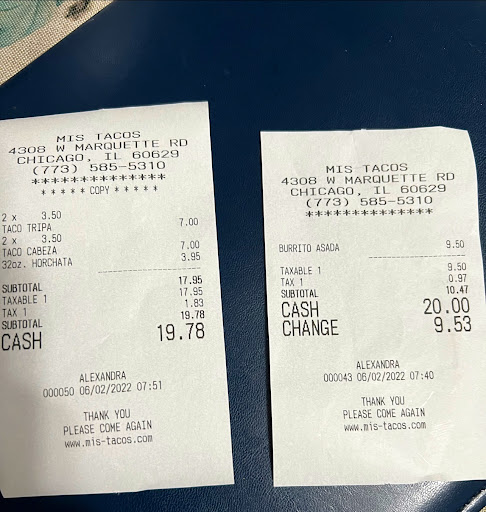 MIS TACOS
4308 W MARQUETTE RD
CHICAGO, IL 60629
(773) 585-5310
**************
* * * * * COPY * * * * *
2 x 3.50
TACO TRIPA 7.00
2 x 3.50
TACO CABEZA 7.00
32oz. HORCHATA 3.95
SUBTOTAL 17.95
TAXABLE 1 17.95
TAX 1 1.83
SUBTOTAL 19.78
CASH 19.78
ALEXANDRA
000050 06/02/2022 07:51
THANK YOU
PLEASE COME AGAIN
www.mis-tacos.com
MIS TACOS
4308 W MARQUETTE RD
CHICAGO, IL 60629
(773) 585-5310
**************
BURRITO ASADA 9.50
TAXABLE 1 9.50
TAX 1 0.97
SUBTOTAL 10.47
CASH 20.00
CHANGE 9.53
ALEXANDRA
000043 06/02/2022 07:40
THANK YOU
PLEASE COME AGAIN
www.mis-tacos.com